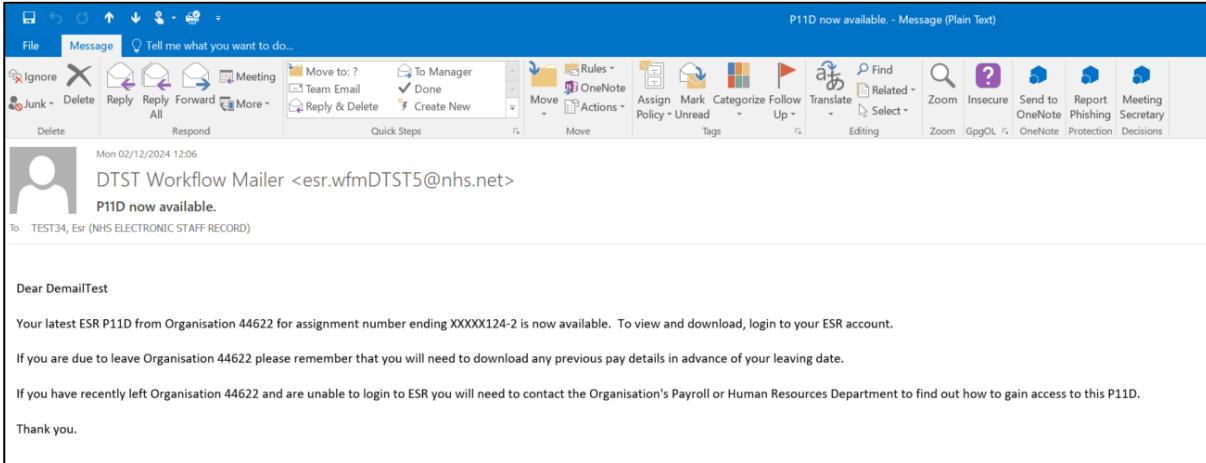 P11D now available. - Message (Plain Text)
File Message Tell me what you want to do...
Ignore
Junk
Delete
Reply
Reply All
Forward
Meeting
More
Move to: ?
Team Email
Reply & Delete
To Manager
Done
Create New
Move
Rules
OneNote
Actions
Assign Policy
Mark Unread
Categorize
Follow Up
Translate
Find
Related
Select
Zoom
Insecure
Send to OneNote
Report Phishing
Meeting Secretary
Delete Respond Quick Steps Move Tags Editing Zoom GpgOL OneNote Protection Decisions
Mon 02/12/2024 12:06
DTST Workflow Mailer <esr.wfmDTST5@nhs.net>
P11D now available.
To TEST34, Esr (NHS ELECTRONIC STAFF RECORD)
Dear DemailTest
Your latest ESR P11D from Organisation 44622 for assignment number ending XXXXX124-2 is now available. To view and download, login to your ESR account.
If you are due to leave Organisation 44622 please remember that you will need to download any previous pay details in advance of your leaving date.
If you have recently left Organisation 44622 and are unable to login to ESR you will need to contact the Organisation's Payroll or Human Resources Department to find out how to gain access to this P11D.
Thank you.